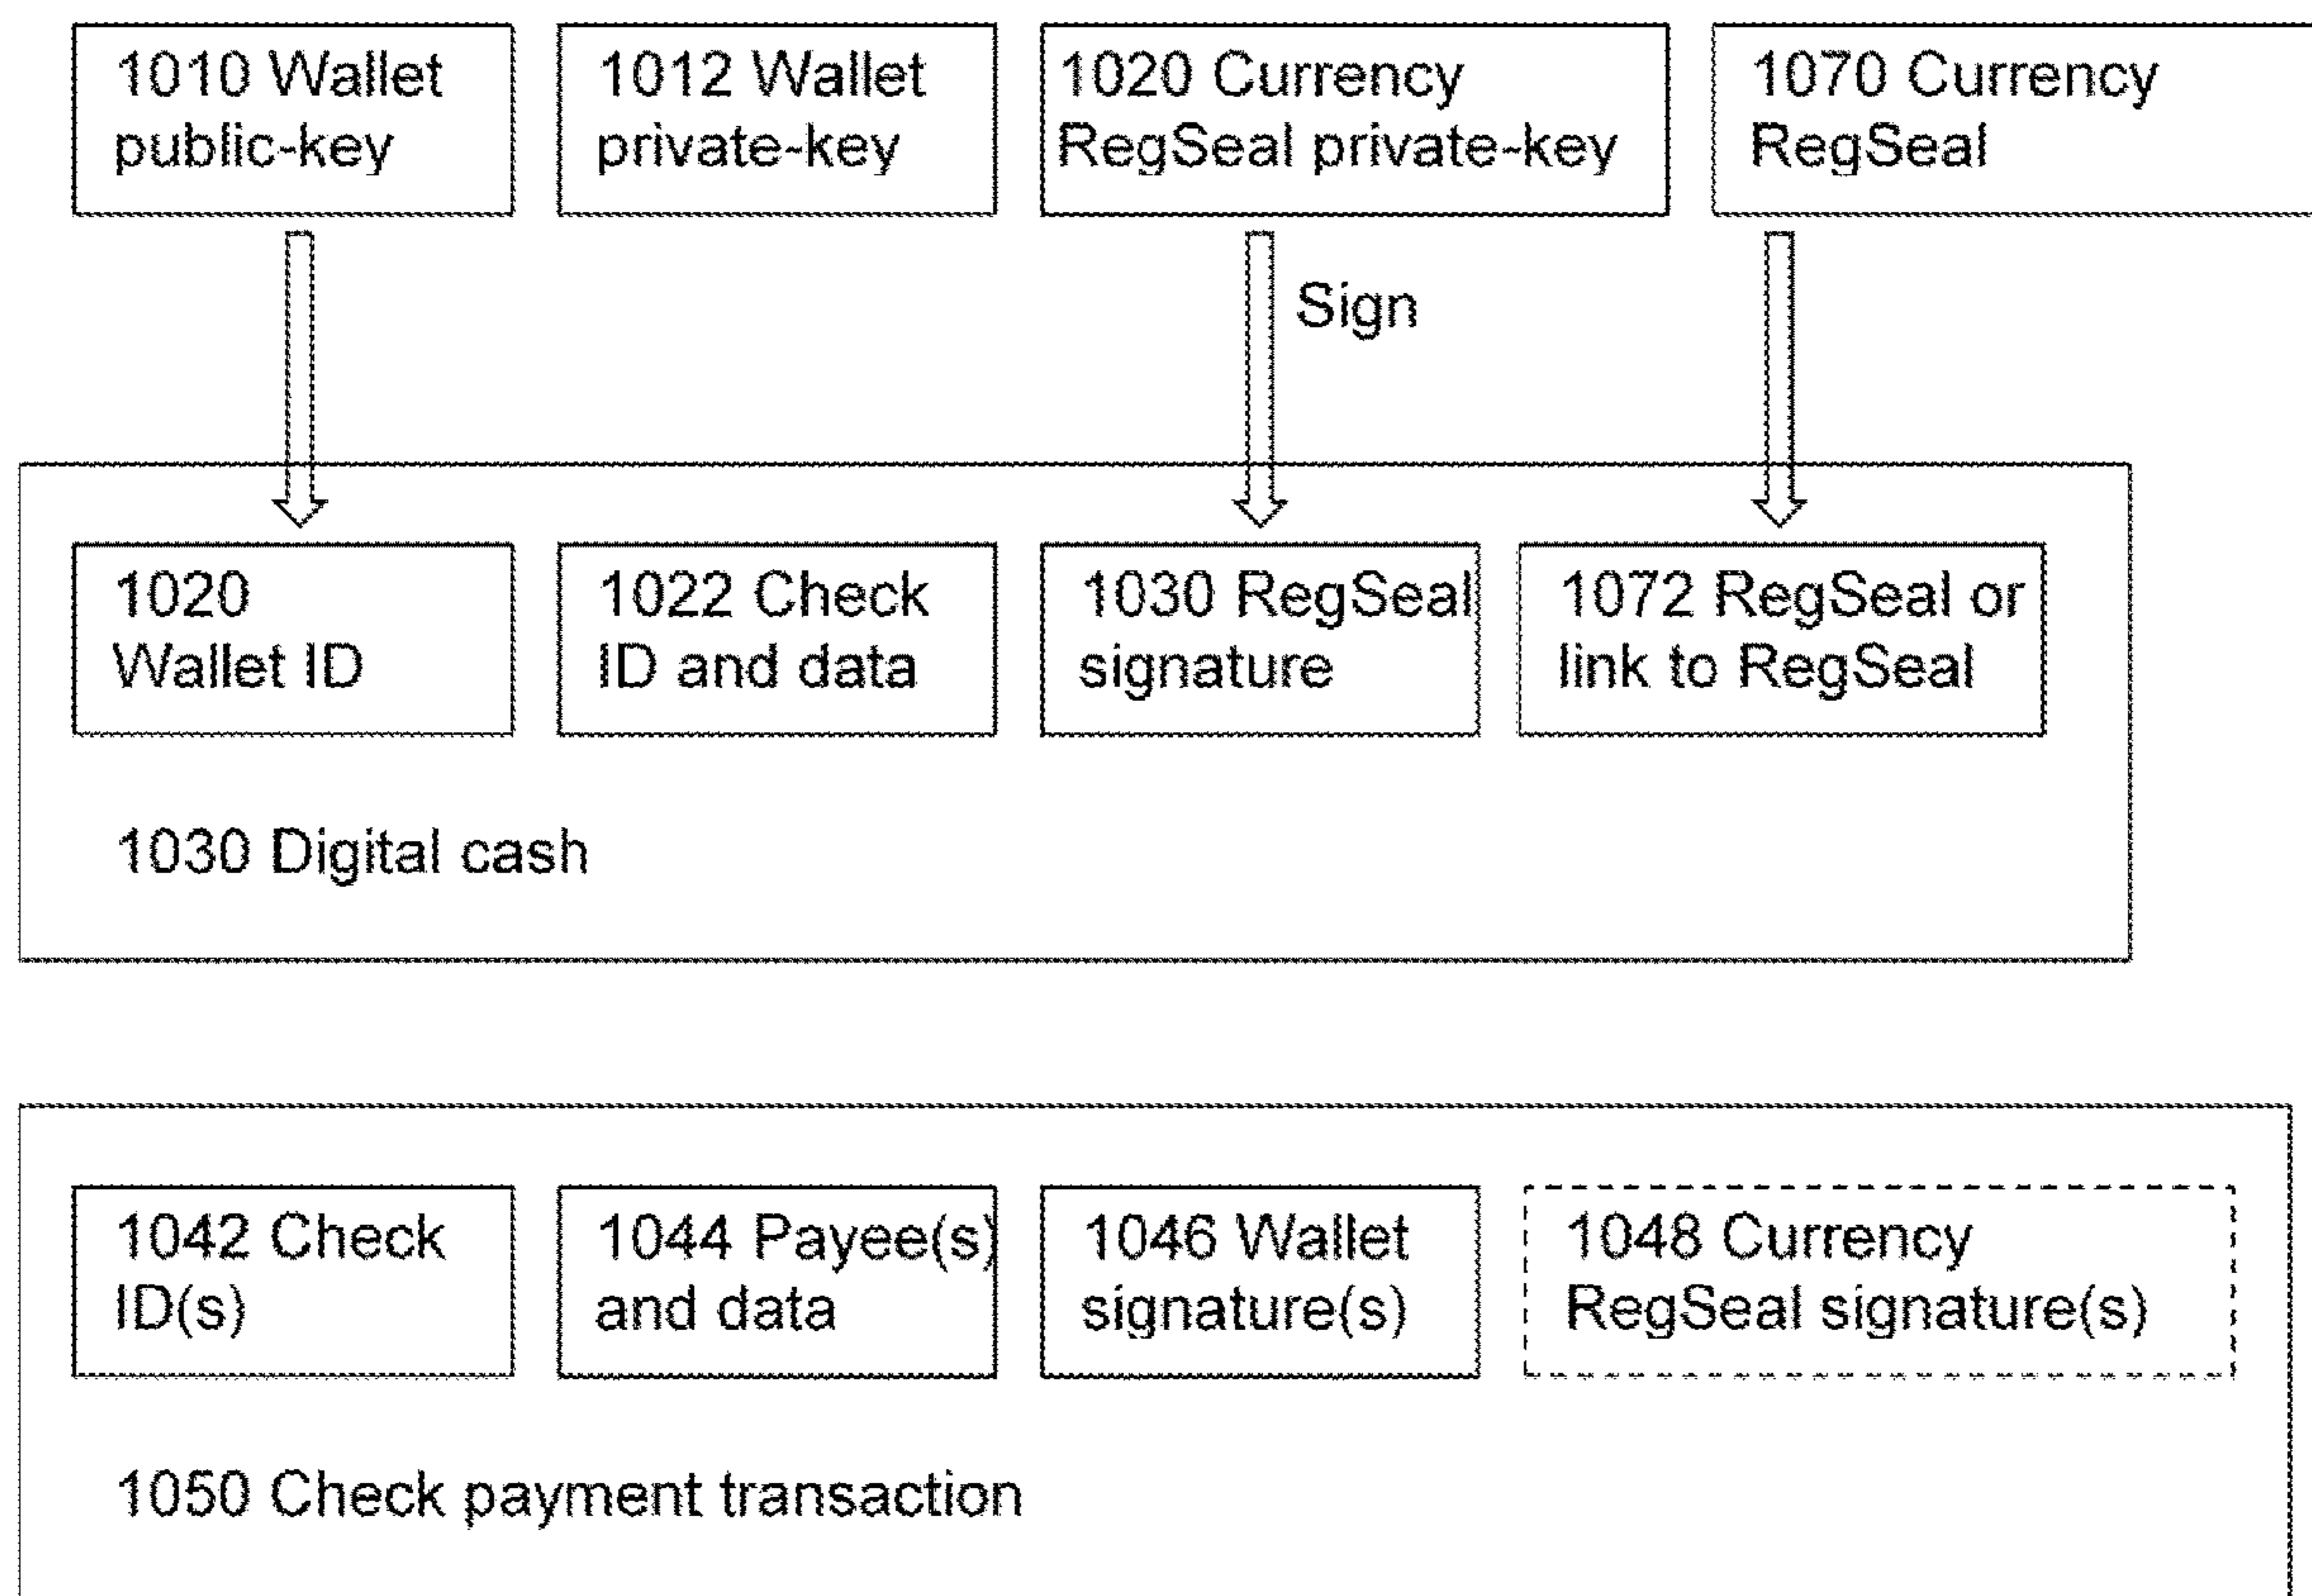 1010 Wallet
public-key
1012 Wallet
private-key
1020 Currency
RegSeal private-key
1070 Currency
RegSeal
Sign
1020
Wallet ID
1022 Check
ID and data
1030 RegSeal
signature
1072 RegSeal or
link to RegSeal
1030 Digital cash
1042 Check
ID(s)
1044 Payee(s)
and data
1046 Wallet
signature(s)
1048 Currency
RegSeal signature(s)
1050 Check payment transaction